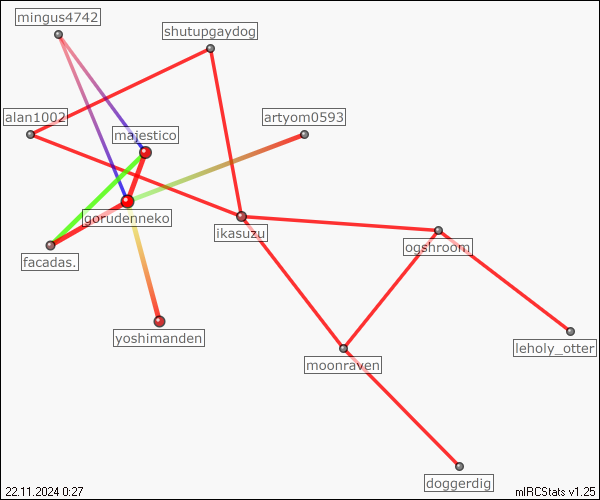 mingus4742
shutupgaydog
alan1002
artyom0593
majestico
gorudenneko
ikasuzu
ogshroom
facadas.
yoshimanden
leholy_otter
moonraven
doggerdig
22.11.2024 0:27
mIRCStats v1.25